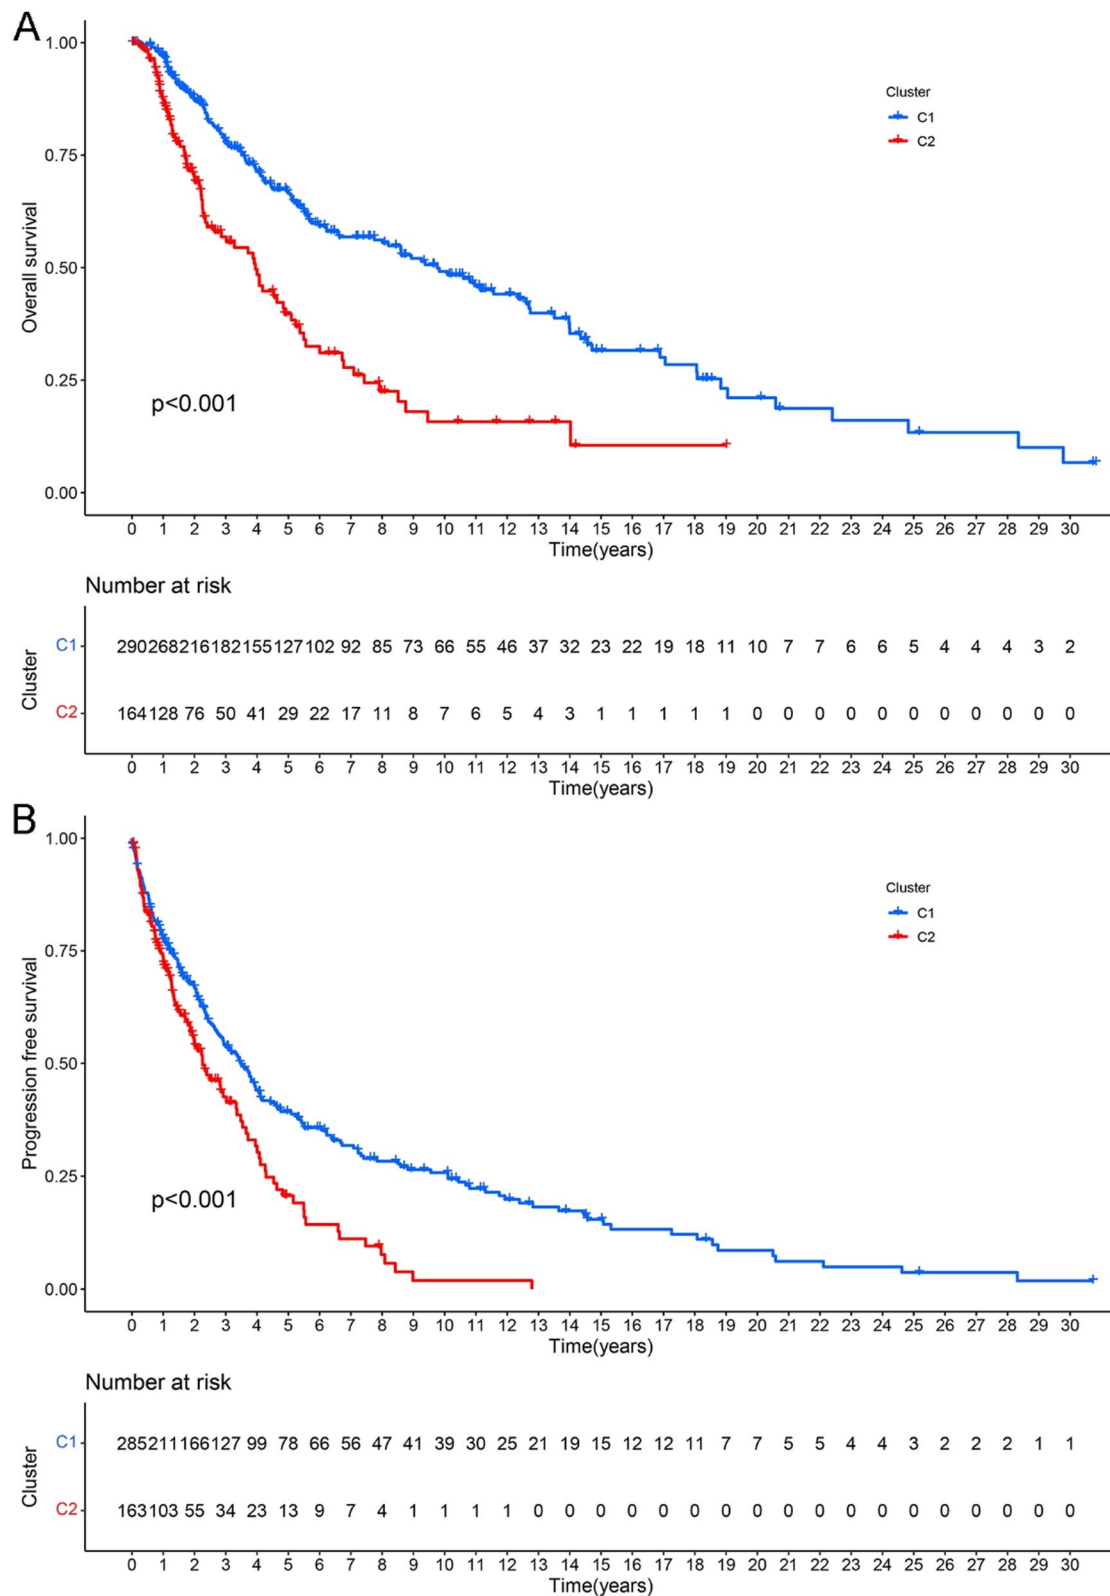 A
1.00
0.75
0.50
0.25
0.00
Overall survival
Cluster
C1
C2
p<0.001
0 1 2 3 4 5 6 7 8 9 10 11 12 13 14 15 16 17 18 19 20 21 22 23 24 25 26 27 28 29 30
Time(years)
Number at risk
Cluster
C1 290 268 216 182 155 127 102 92 85 73 66 55 46 37 32 23 22 19 18 11 10 7 7 6 6 5 4 4 4 3 2
C2 164 128 76 50 41 29 22 17 11 8 7 6 5 4 3 1 1 1 1 1 0 0 0 0 0 0 0 0 0 0 0
0 1 2 3 4 5 6 7 8 9 10 11 12 13 14 15 16 17 18 19 20 21 22 23 24 25 26 27 28 29 30
Time(years)
B
1.00
0.75
0.50
0.25
0.00
Progression free survival
Cluster
C1
C2
p<0.001
0 1 2 3 4 5 6 7 8 9 10 11 12 13 14 15 16 17 18 19 20 21 22 23 24 25 26 27 28 29 30
Time(years)
Number at risk
Cluster
C1 285 211 166 127 99 78 66 56 47 41 39 30 25 21 19 15 12 12 11 7 7 5 5 4 4 3 2 2 2 1 1
C2 163 103 55 34 23 13 9 7 4 1 1 1 1 0 0 0 0 0 0 0 0 0 0 0 0 0 0 0 0 0 0
0 1 2 3 4 5 6 7 8 9 10 11 12 13 14 15 16 17 18 19 20 21 22 23 24 25 26 27 28 29 30
Time(years)